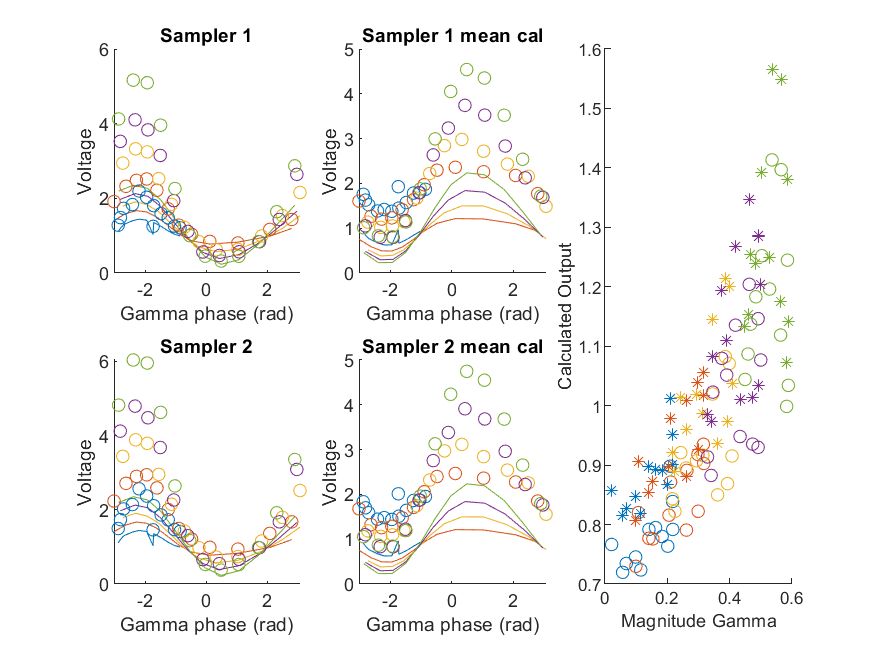 Sampler 1
6
4
2
0
Voltage
-2 0 2
Gamma phase (rad)
Sampler 1 mean cal
5
4
3
2
1
0
Voltage
-2 0 2
Gamma phase (rad)
Sampler 2
6
4
2
0
Voltage
-2 0 2
Gamma phase (rad)
Sampler 2 mean cal
5
4
3
2
1
0
Voltage
-2 0 2
Gamma phase (rad)
1.6
1.5
1.4
1.3
1.2
1.1
1
0.9
0.8
0.7
Calculated Output
0 0.2 0.4 0.6
Magnitude Gamma